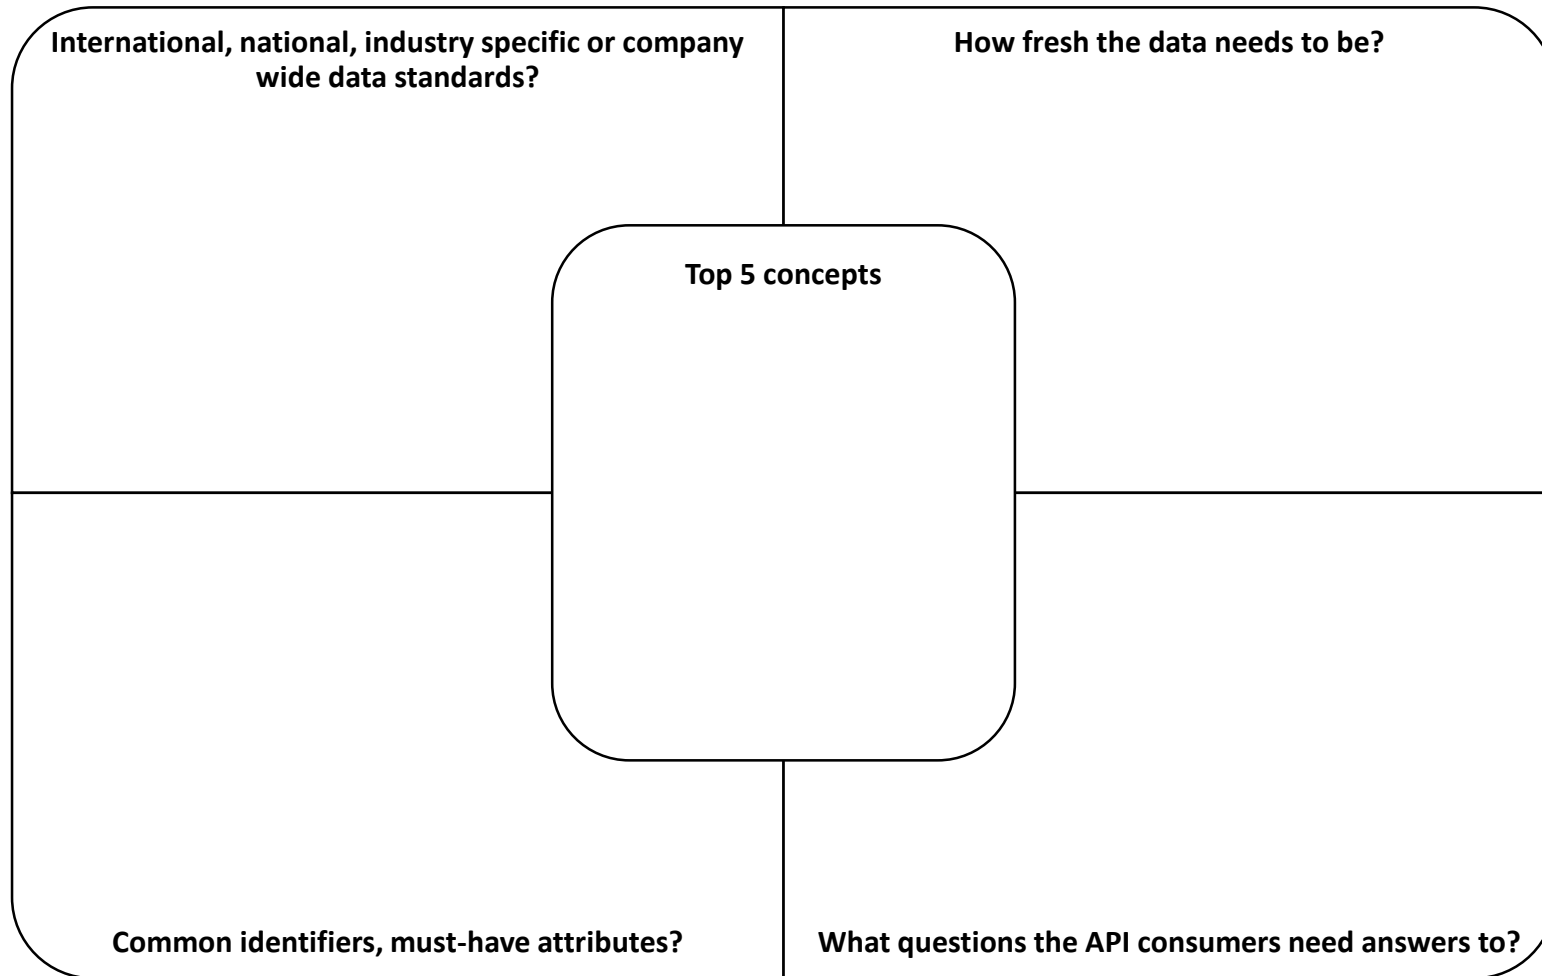 International, national, industry specific or company
wide data standards?
How fresh the data needs to be?
Top 5 concepts
Common identifiers, must-have attributes?
What questions the API consumers need answers to?